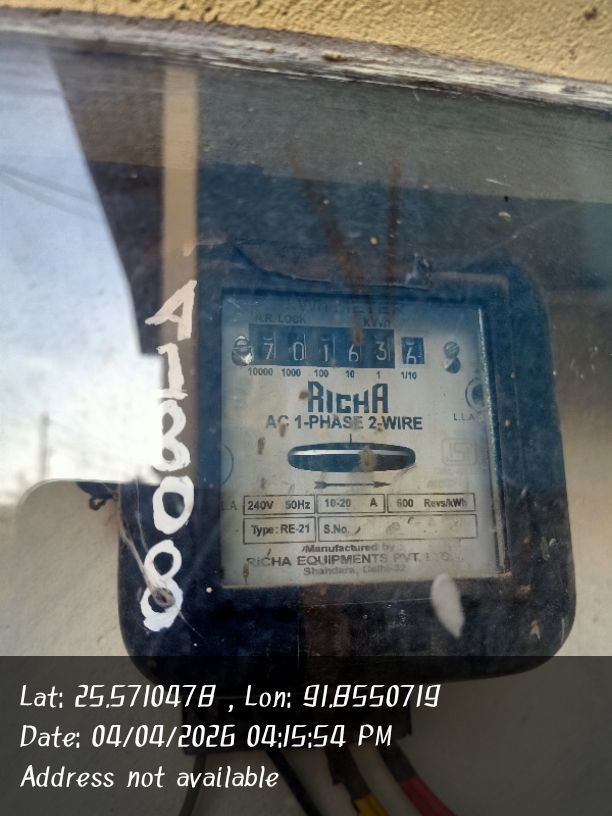 R.R. LOCK
kWh
7 0 1 6 3 6
10000 1000 100 10 1 1/10
RICHA
AC 1-PHASE 2-WIRE
240V 50Hz 10-20 A 600 Revs/kWh
Type: RE-21 S.No.
Manufactured by
RICHA EQUIPMENTS PVT. LTD.
Shahdara, Delhi-32
A1808
Lat: 25.5710478 , Lon: 91.8550719
Date: 04/04/2026 04:15:54 PM
Address not available